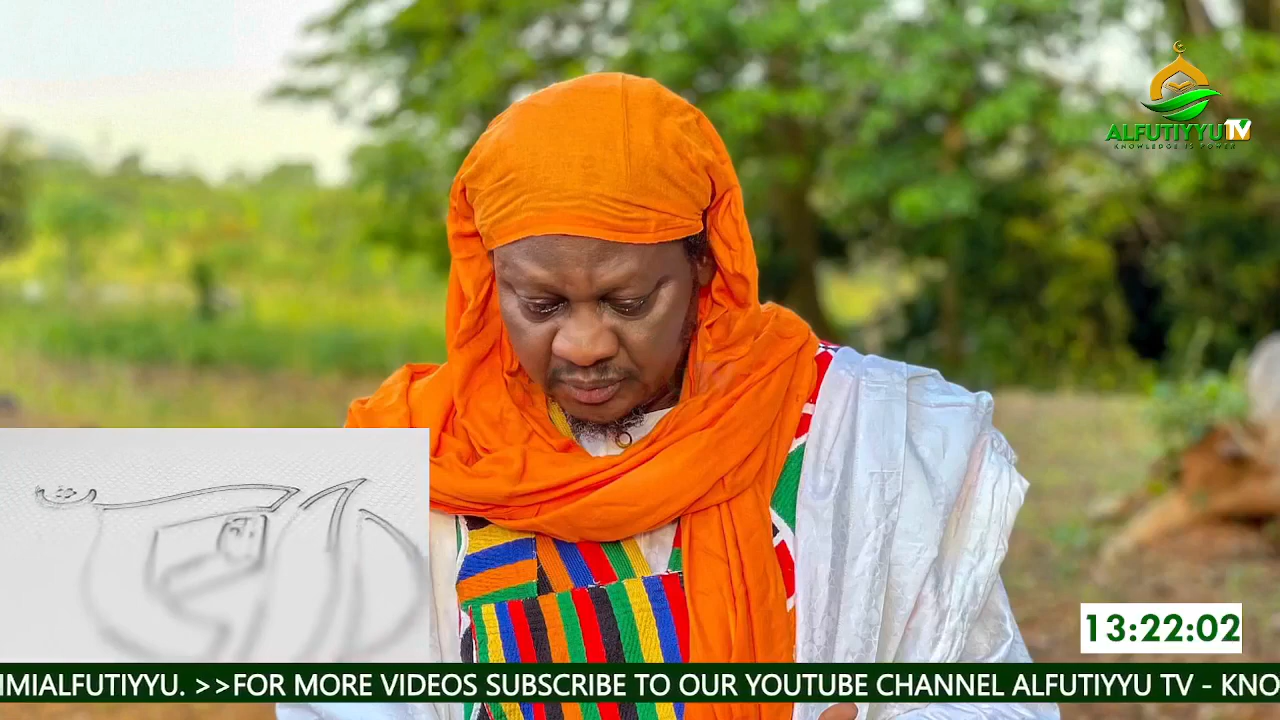 ALFUTIYYU TV
KNOWLEDGE IS POWER
13:22:02
IMIALFUTIYYU. >>FOR MORE VIDEOS SUBSCRIBE TO OUR YOUTUBE CHANNEL ALFUTIYYU TV - KNO